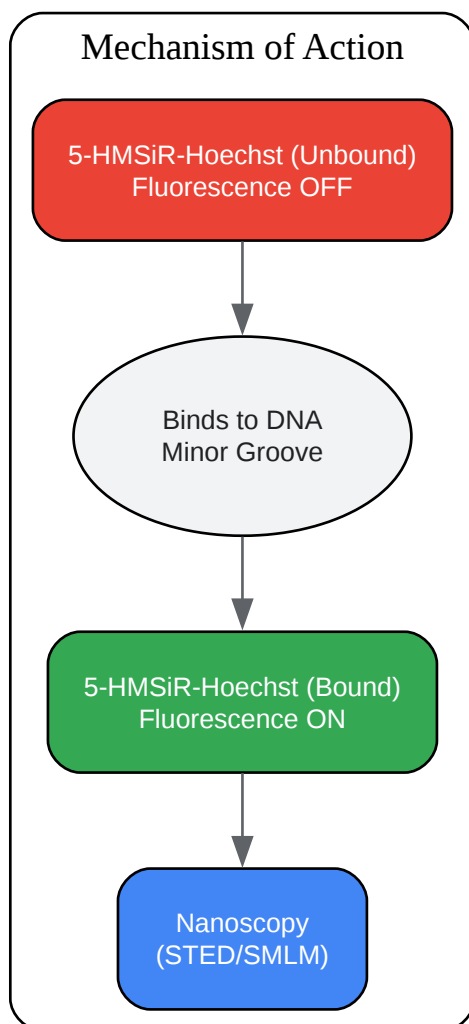 Mechanism of Action
5-HMSiR-Hoechst (Unbound)
Fluorescence OFF
Binds to DNA
Minor Groove
5-HMSiR-Hoechst (Bound)
Fluorescence ON
Nanoscopy
(STED/SMLM)